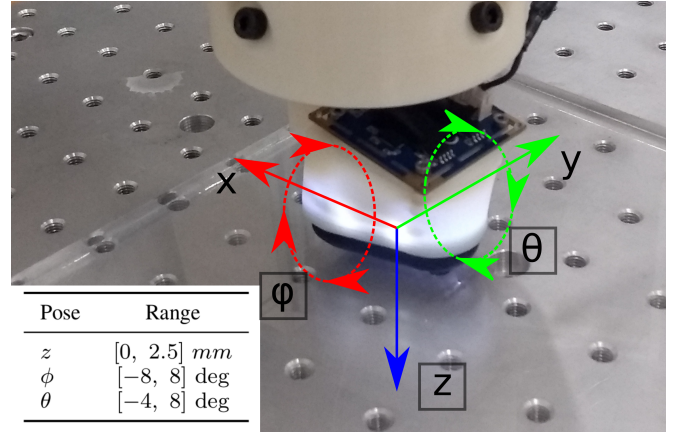 x
y
φ
θ
z
Pose Range
z [0, 2.5] mm
ϕ [−8, 8] deg
θ [−4, 8] deg